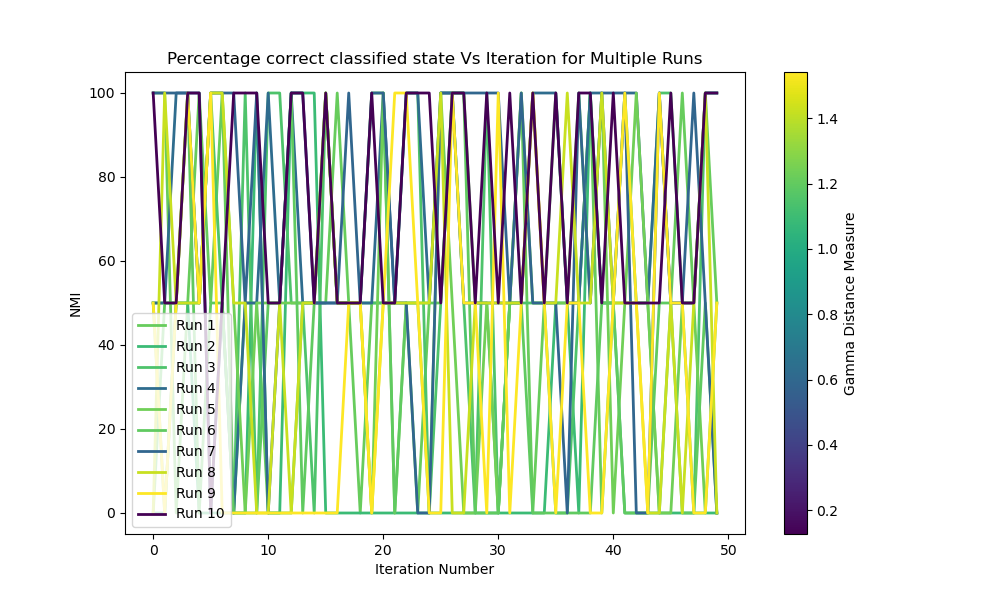 Percentage correct classified state Vs Iteration for Multiple Runs
NMI
100
80
60
40
20
0
Run 1
Run 2
Run 3
Run 4
Run 5
Run 6
Run 7
Run 8
Run 9
Run 10
0
10
20
30
40
50
Iteration Number
1.4
1.2
1.0
0.8
0.6
0.4
0.2
Gamma Distance Measure